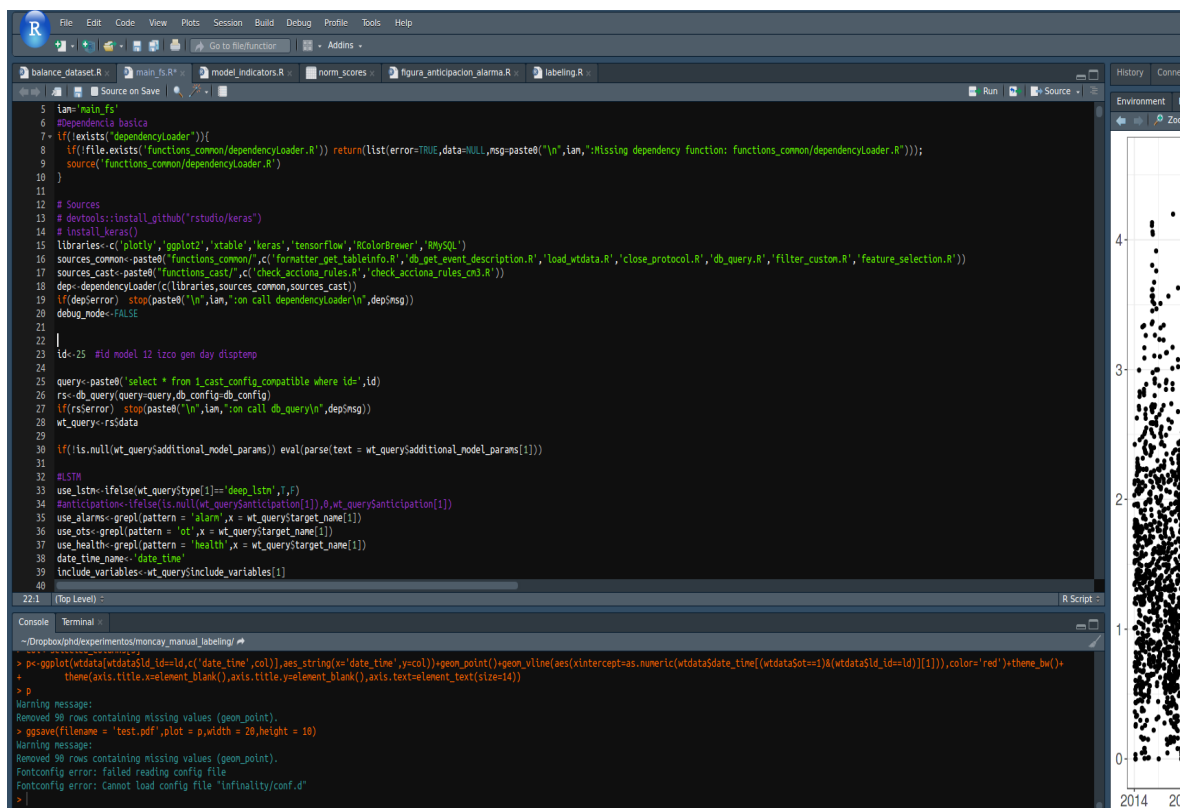 R
File Edit Code View Plots Session Build Debug Profile Tools Help
Go to file/function Addins
balance_dataset.R main_fs.R* model_indicators.R norm_scores figura_anticipacion_alarma.R labeling.R
Source on Save Run Source
5 iam='main_fs'
6 #Dependencia basica
7 if(!exists("dependencyLoader")){
8 if(!file.exists('functions_common/dependencyLoader.R')) return(list(error=TRUE,data=NULL,msg=paste0("\n",iam,":Missing dependency function: functions_common/dependencyLoader.R")));
9 source('functions_common/dependencyLoader.R')
10 }
11
12 # Sources
13 # devtools::install_github("rstudio/keras")
14 # install_keras()
15 libraries<-c('plotly','ggplot2','xtable','keras','tensorflow','RColorBrewer','RMySQL')
16 sources_common<-paste0("functions_common/",c('formatter_get_tableinfo.R','db_get_event_description.R','load_wtdata.R','close_protocol.R','db_query.R','filter_custom.R','feature_selection.R'))
17 sources_cast<-paste0("functions_cast/",c('check_acciona_rules.R','check_acciona_rules_cm3.R'))
18 dep<-dependencyLoader(c(libraries,sources_common,sources_cast))
19 if(dep$error) stop(paste0("\n",iam,":on call dependencyLoader\n",dep$msg))
20 debug_mode<-FALSE
21
22
23 id<-25 #id model 12 izco gen day disptemp
24
25 query<-paste0('select * from 1_cast_config_compatible where id=',id)
26 rs<-db_query(query=query,db_config=db_config)
27 if(rs$error) stop(paste0("\n",iam,":on call db_query\n",dep$msg))
28 wt_query<-rs$data
29
30 if(!is.null(wt_query$additional_model_params)) eval(parse(text = wt_query$additional_model_params[1]))
31
32 #LSTM
33 use_lstm<-ifelse(wt_query$type[1]=='deep_lstm',T,F)
34 #anticipation<-ifelse(is.null(wt_query$anticipation[1]),0,wt_query$anticipation[1])
35 use_alarms<-grepl(pattern = 'alarm',x = wt_query$target_name[1])
36 use_ots<-grepl(pattern = 'ot',x = wt_query$target_name[1])
37 use_health<-grepl(pattern = 'health',x = wt_query$target_name[1])
38 date_time_name<-'date_time'
39 include_variables<-wt_query$include_variables[1]
40
22:1 (Top Level) R Script
Console Terminal
~/Dropbox/phd/experimentos/moncay_manual_labeling/
> p<-ggplot(wtdata[wtdata$ld_id==ld,c('date_time',col)],aes_string(x='date_time',y=col))+geom_point()+geom_vline(aes(xintercept=as.numeric(wtdata$date_time[(wtdata$ot==1)&(wtdata$ld_id==ld)][1])),color='red')+theme_bw()+
+ theme(axis.title.x=element_blank(),axis.title.y=element_blank(),axis.text=element_text(size=14))
> p
Warning message:
Removed 90 rows containing missing values (geom_point).
> ggsave(filename = 'test.pdf',plot = p,width = 20,height = 10)
Warning message:
Removed 90 rows containing missing values (geom_point).
Fontconfig error: failed reading config file
Fontconfig error: Cannot load config file "infinality/conf.d"
>
History Conne
Environment
Zoo
4
3
2
1
0
2014 20